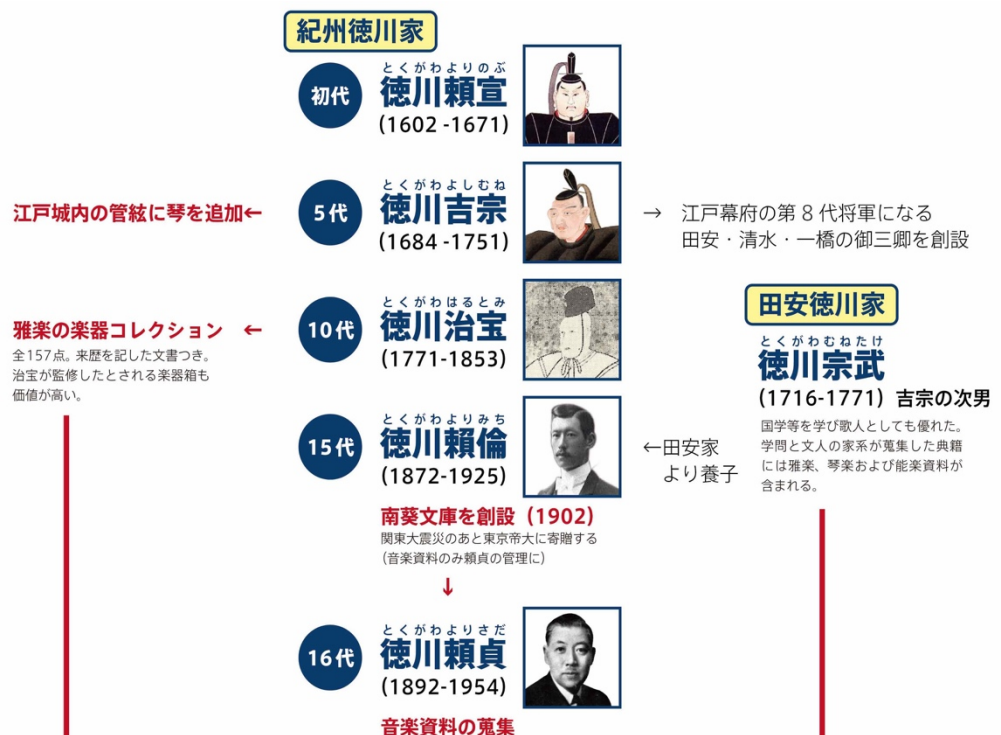 紀州徳川家
初代
とくがわよりのぶ
徳川頼宣
(1602 -1671)
江戸城内の管絃に琴を追加←
5代
とくがわよしむね
徳川吉宗
(1684 -1751)
→ 江戸幕府の第8代将軍になる
田安・清水・一橋の御三卿を創設
雅楽の楽器コレクション ←
全157点。来歴を記した文書つき。
治宝が監修したとされる楽器箱も
価値が高い。
10代
とくがわはるとみ
徳川治宝
(1771-1853)
田安徳川家
とくがわむねたけ
徳川宗武
(1716-1771) 吉宗の次男
国学等を学び歌人としても優れた。
学問と文人の家系が蒐集した典籍
には雅楽、琴楽および能楽資料が
含まれる。
15代
とくがわよりみち
徳川賴倫
(1872-1925)
←田安家
より養子
南葵文庫を創設 (1902)
関東大震災のあと東京帝大に寄贈する
(音楽資料のみ頼貞の管理に)
↓
16代
とくがわよりさだ
徳川頼貞
(1892-1954)
音楽資料の蒐集